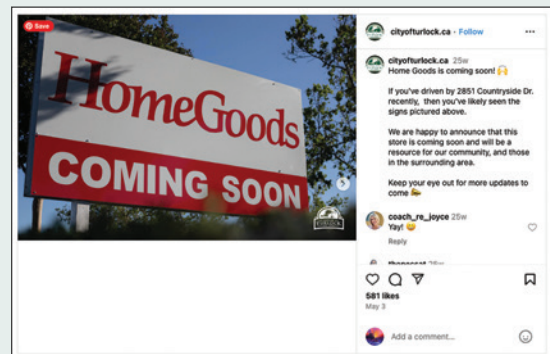 Save
HomeGoods
COMING SOON
cityofturlock.ca · Follow
cityofturlock.ca 25w
Home Goods is coming soon! 🙌
If you've driven by 2851 Countryside Dr.
recently, then you've likely seen the
signs pictured above.
We are happy to announce that this
store is coming soon and will be a
resource for our community, and those
in the surrounding area.
Keep your eye out for more updates to
come
coach_re_joyce 25w
Yay! 😀
Reply
581 likes
May 3
Add a comment...